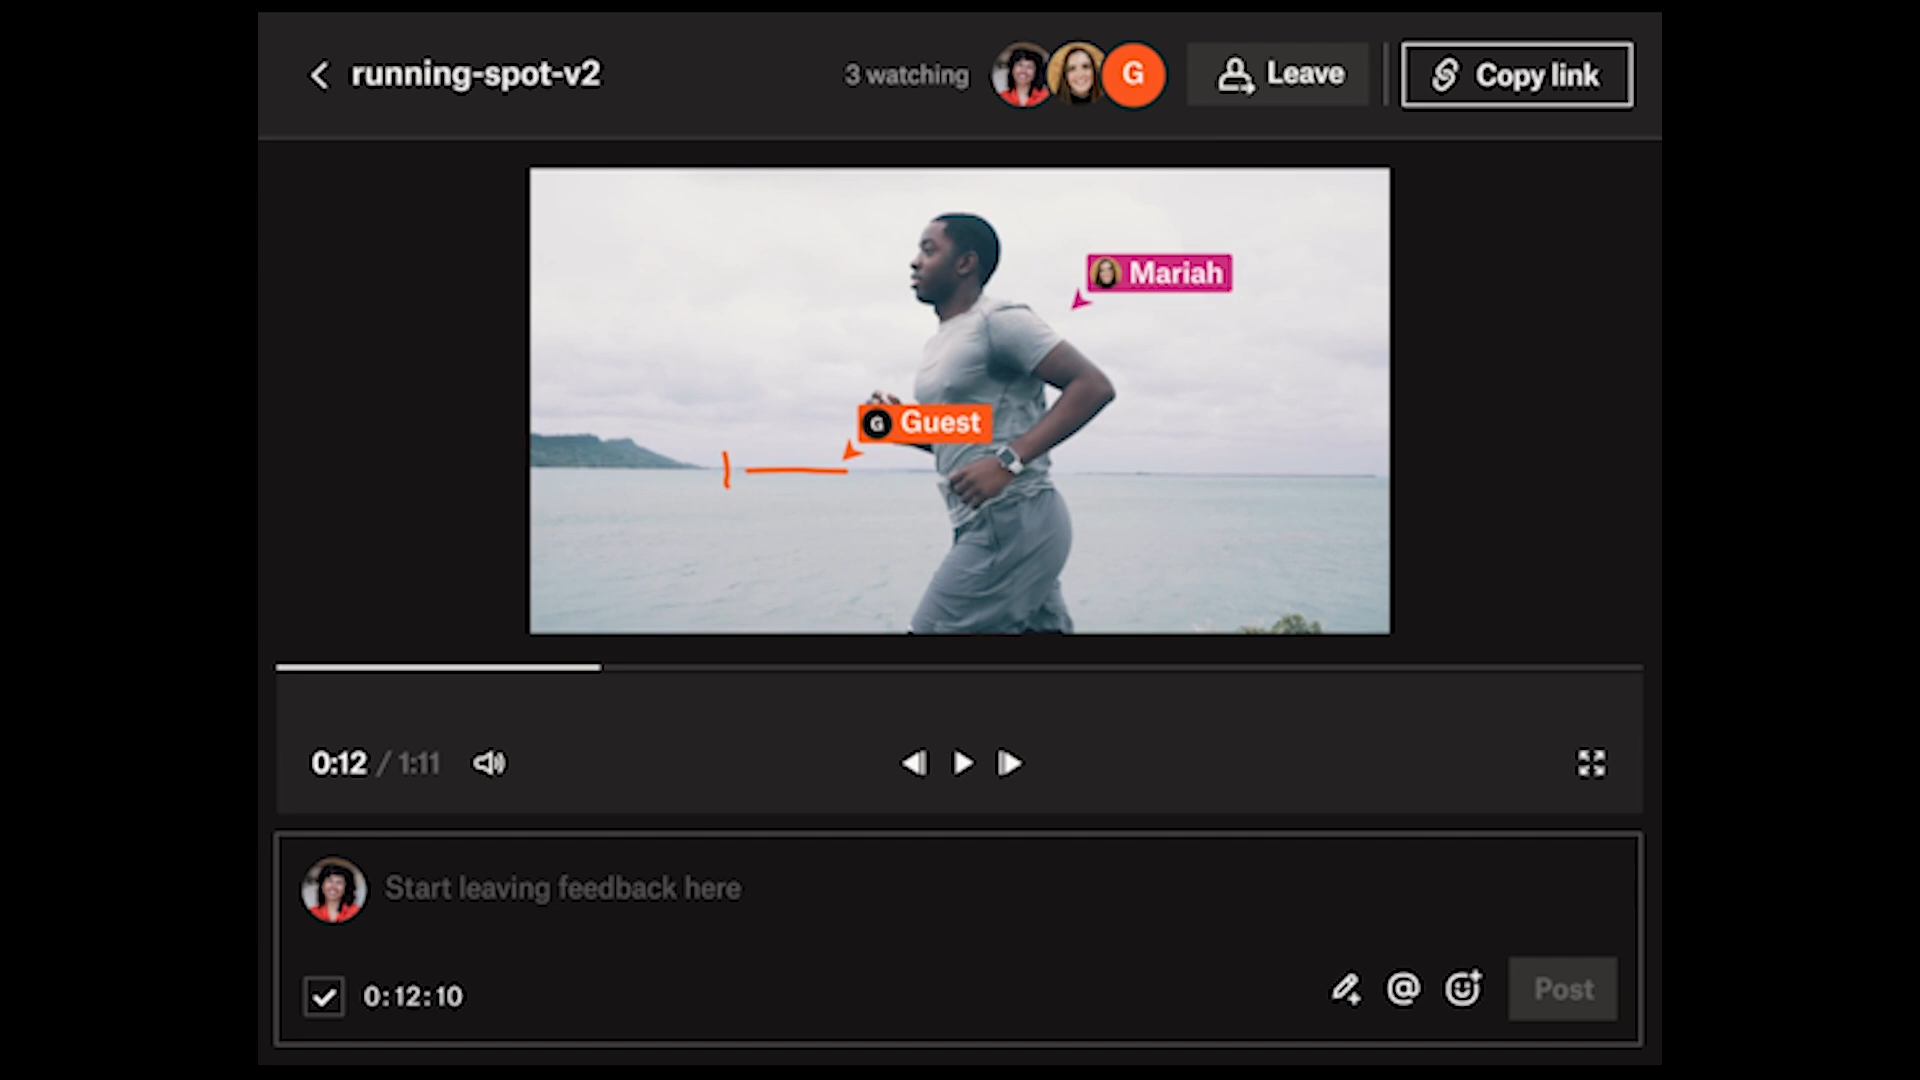 running-spot-v2
3 watching
G
Leave
Copy link
Mariah
G Guest
0:12 / 1:11
Start leaving feedback here
0:12:10
@
Post